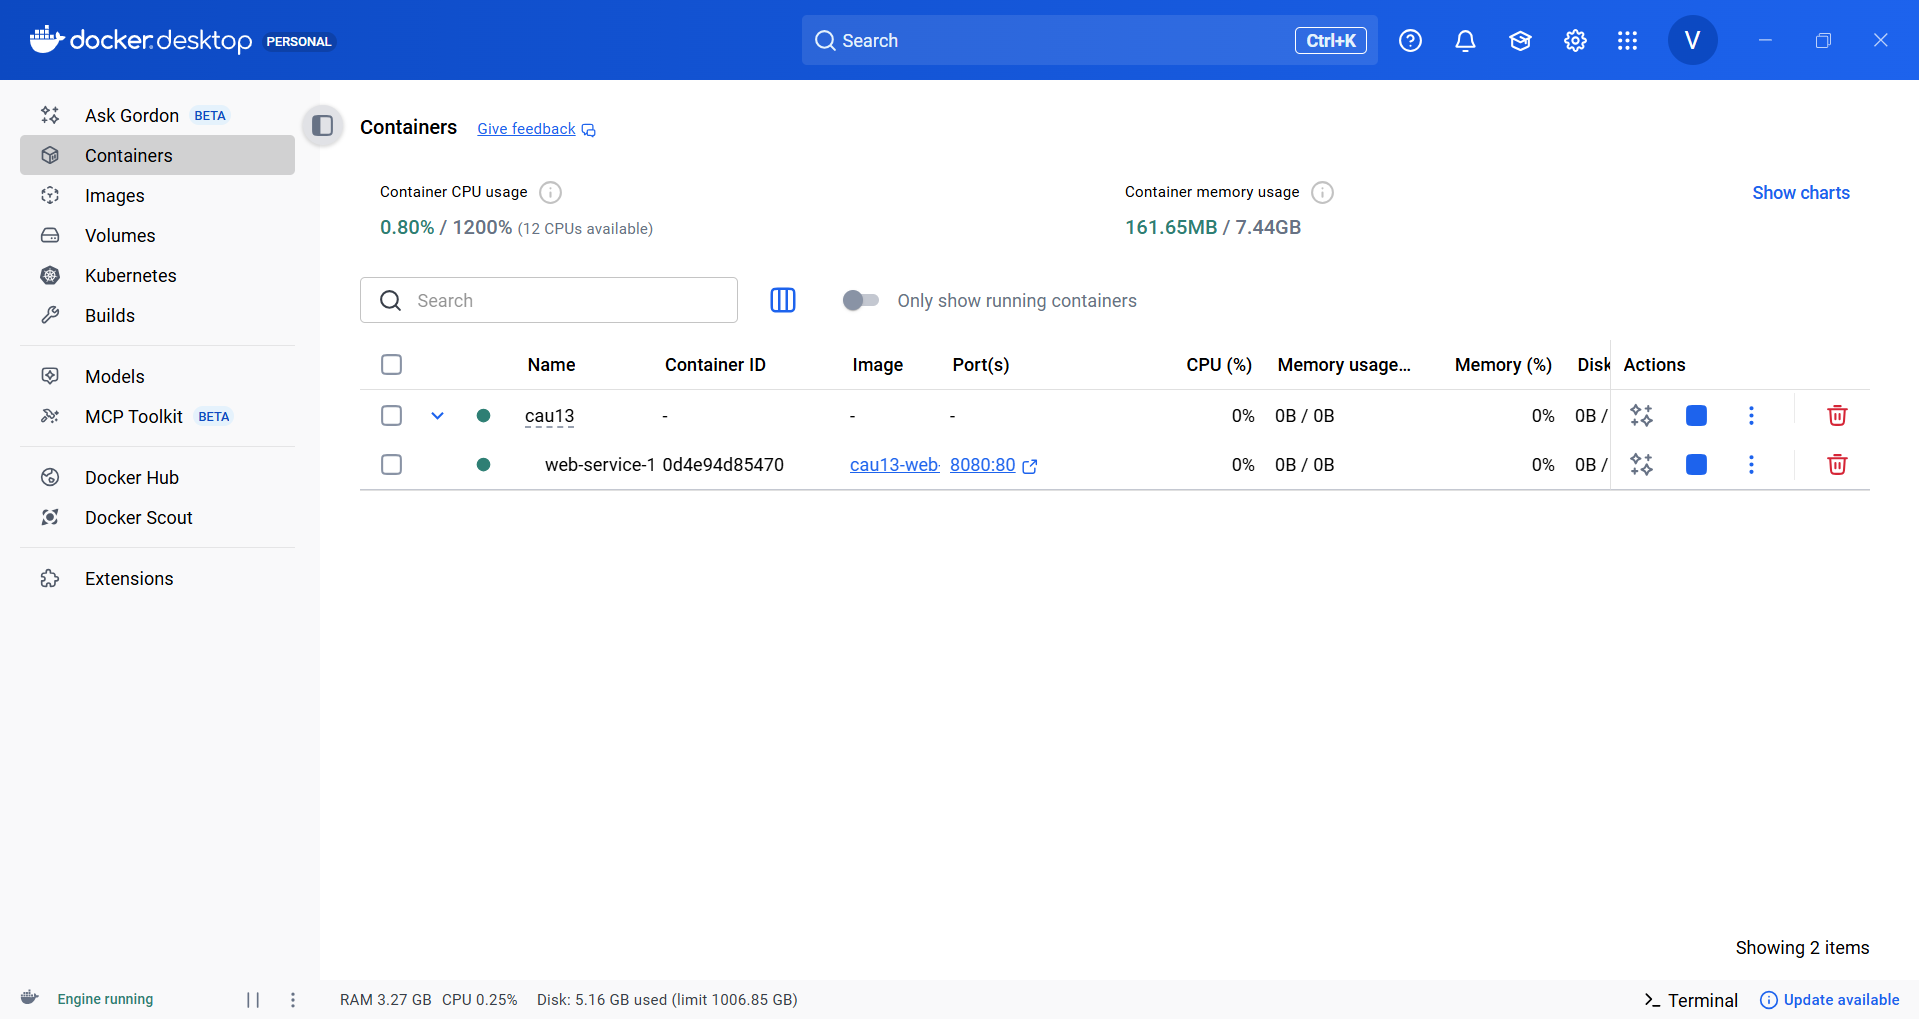 docker.desktop PERSONAL
Search Ctrl+K
V
Ask Gordon BETA
Containers
Images
Volumes
Kubernetes
Builds
Models
MCP Toolkit BETA
Docker Hub
Docker Scout
Extensions
Containers Give feedback
Container CPU usage
0.80% / 1200% (12 CPUs available)
Container memory usage
161.65MB / 7.44GB
Show charts
Search
Only show running containers
Name Container ID Image Port(s) CPU (%) Memory usage... Memory (%) Disk Actions
cau13 - - - 0% 0B / 0B 0% 0B /
web-service-1 0d4e94d85470 cau13-web- 8080:80 0% 0B / 0B 0% 0B /
Showing 2 items
Engine running
RAM 3.27 GB CPU 0.25% Disk: 5.16 GB used (limit 1006.85 GB)
Terminal
Update available